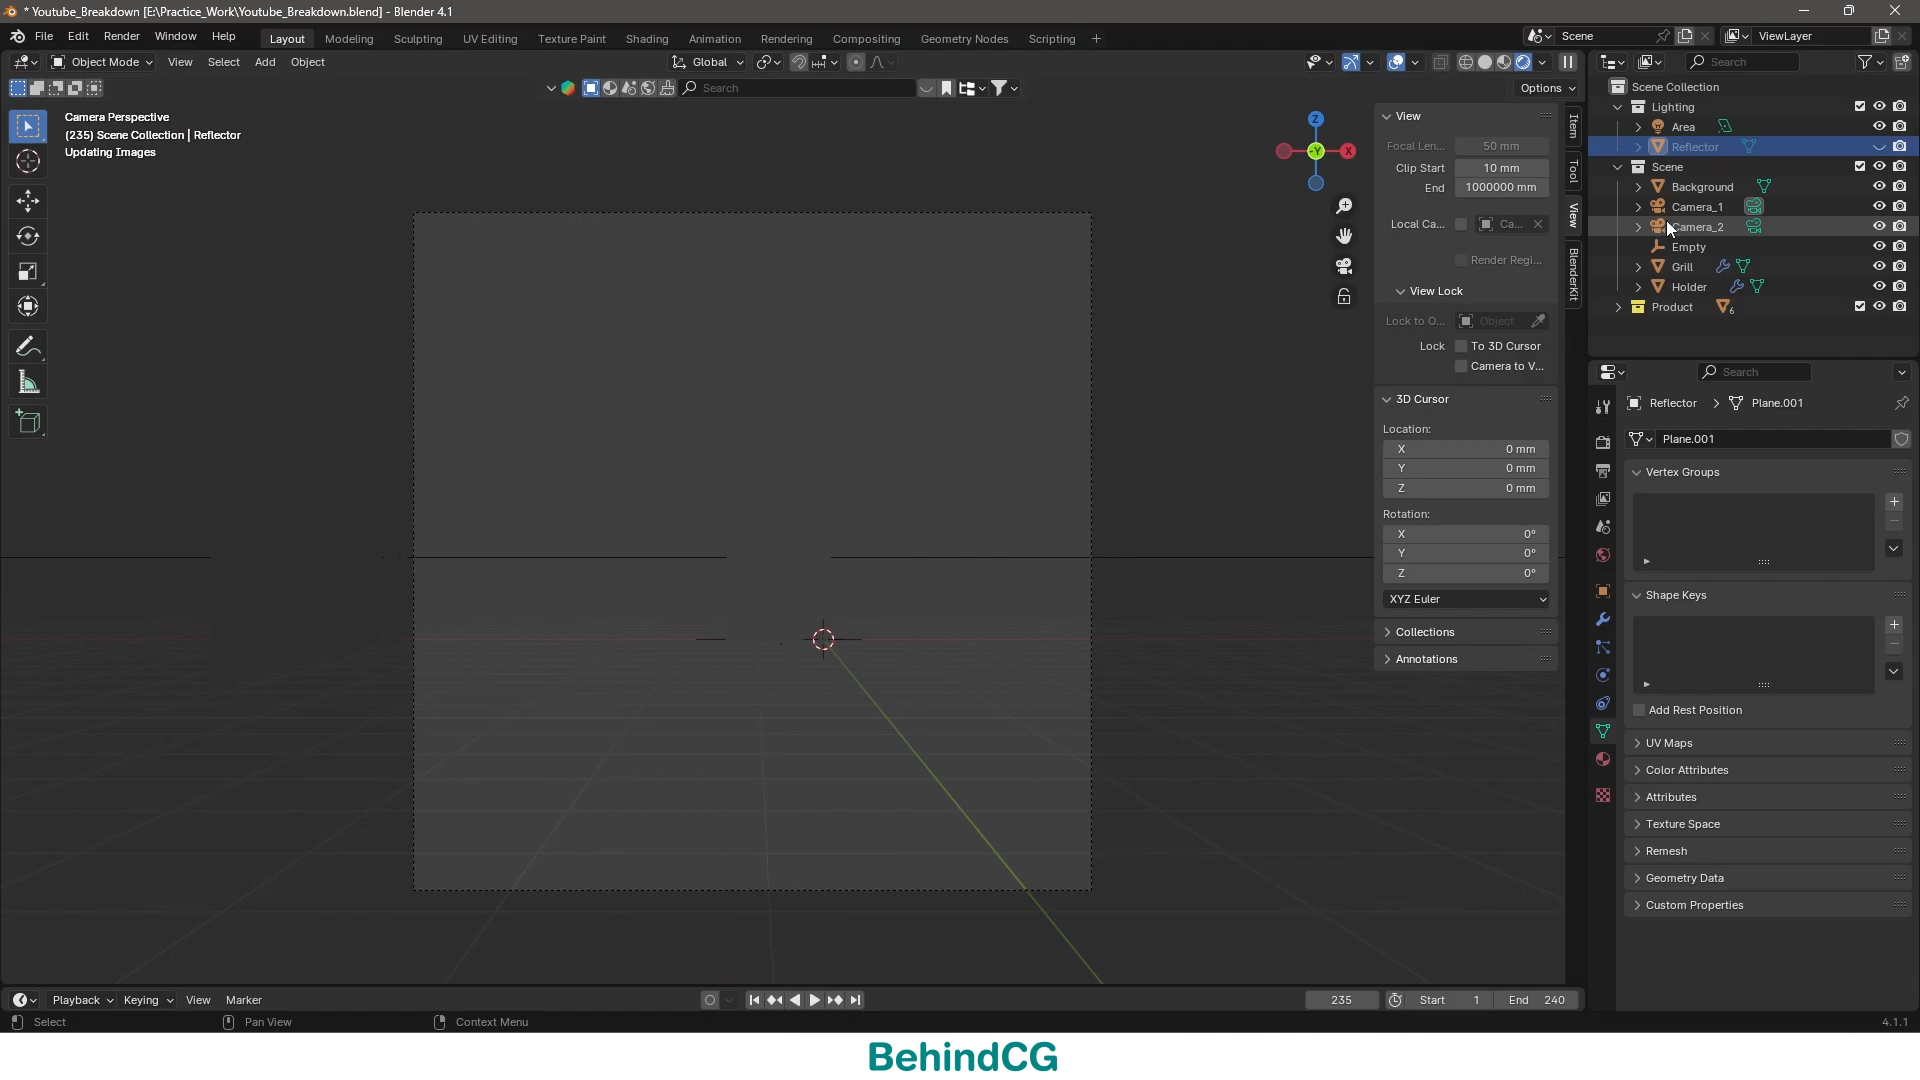 * Youtube_Breakdown [E:\Practice_Work\Youtube_Breakdown.blend] - Blender 4.1
File Edit Render Window Help Layout Modeling Sculpting UV Editing Texture Paint Shading Animation Rendering Compositing Geometry Nodes Scripting + Scene ViewLayer
Object Mode View Select Add Object Global Search
Search Options
Camera Perspective
(235) Scene Collection | Reflector
Updating Images
Z
-Y X
View
Focal Len... 50 mm
Clip Start 10 mm
End 1000000 mm
Local Ca... Ca...
Render Regi...
View Lock
Lock to O... Object
Lock To 3D Cursor
Camera to V...
3D Cursor
Location:
X 0 mm
Y 0 mm
Z 0 mm
Rotation:
X 0°
Y 0°
Z 0°
XYZ Euler
Collections
Annotations
Item
Tool
View
BlenderKit
Scene Collection
Lighting
Area
Reflector
Scene
Background
Camera_1
Camera_2
Empty
Grill
Holder
Product 6
Search
Reflector Plane.001
Plane.001
Vertex Groups
Shape Keys
Add Rest Position
UV Maps
Color Attributes
Attributes
Texture Space
Remesh
Geometry Data
Custom Properties
Playback Keying View Marker 235 Start 1 End 240
Select Pan View Context Menu 4.1.1
BehindCG